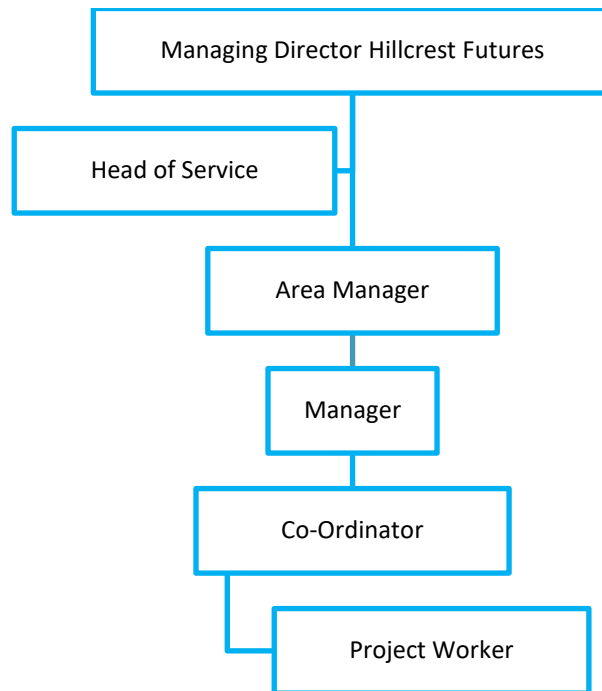 Managing Director Hillcrest Futures
Head of Service
Area Manager
Manager
Co-Ordinator
Project Worker